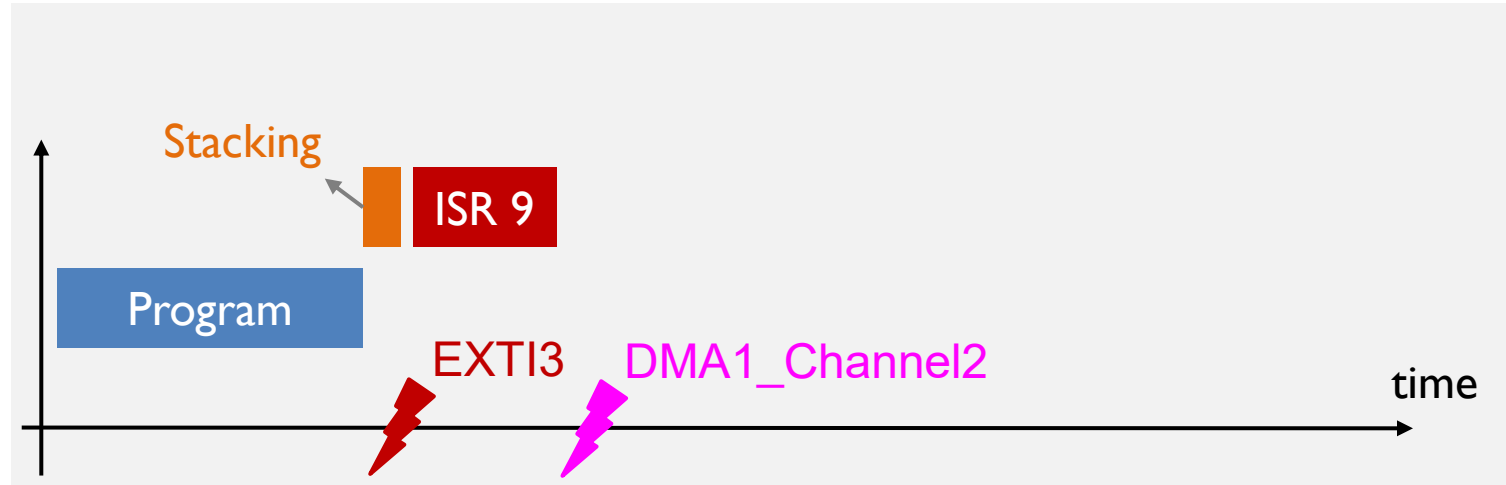 Stacking
ISR 9
Program
EXTI3
DMA1_Channel2
time